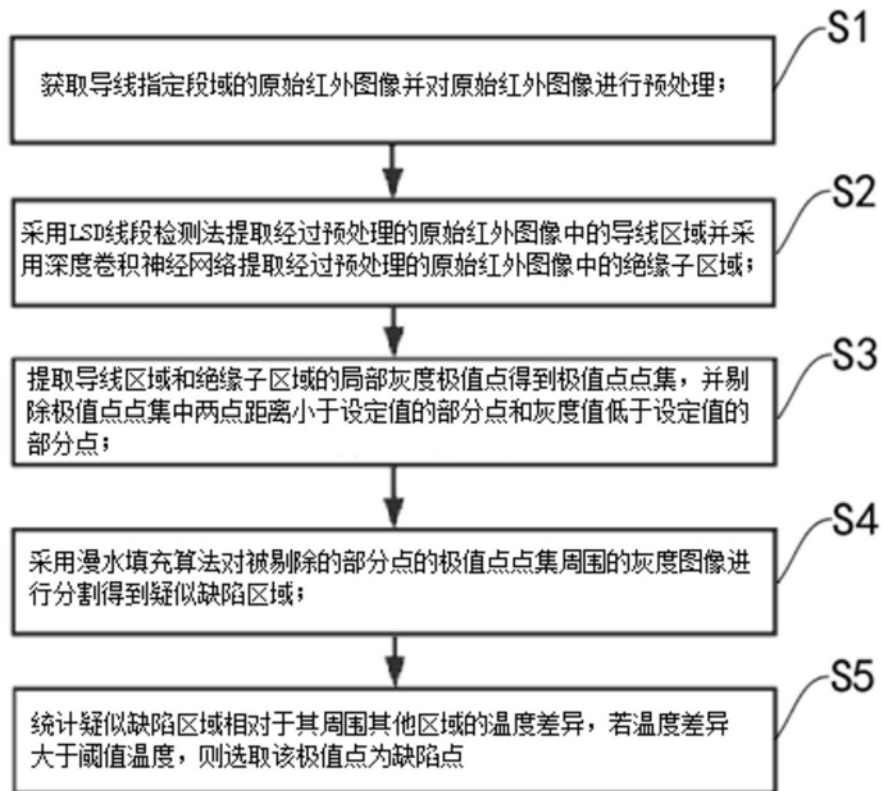 S1
获取导线指定段域的原始红外图像并对原始红外图像进行预处理；
S2
采用LSD线段检测法提取经过预处理的原始红外图像中的导线区域并采
用深度卷积神经网络提取经过预处理的原始红外图像中的绝缘子区域；
S3
提取导线区域和绝缘子区域的局部灰度极值点得到极值点点集，并剔
除极值点点集中两点距离小于设定值的部分点和灰度值低于设定值的
部分点；
S4
采用漫水填充算法对被剔除的部分点的极值点点集周围的灰度图像进
行分割得到疑似缺陷区域；
S5
统计疑似缺陷区域相对于其周围其他区域的温度差异，若温度差异
大于阈值温度，则选取该极值点为缺陷点